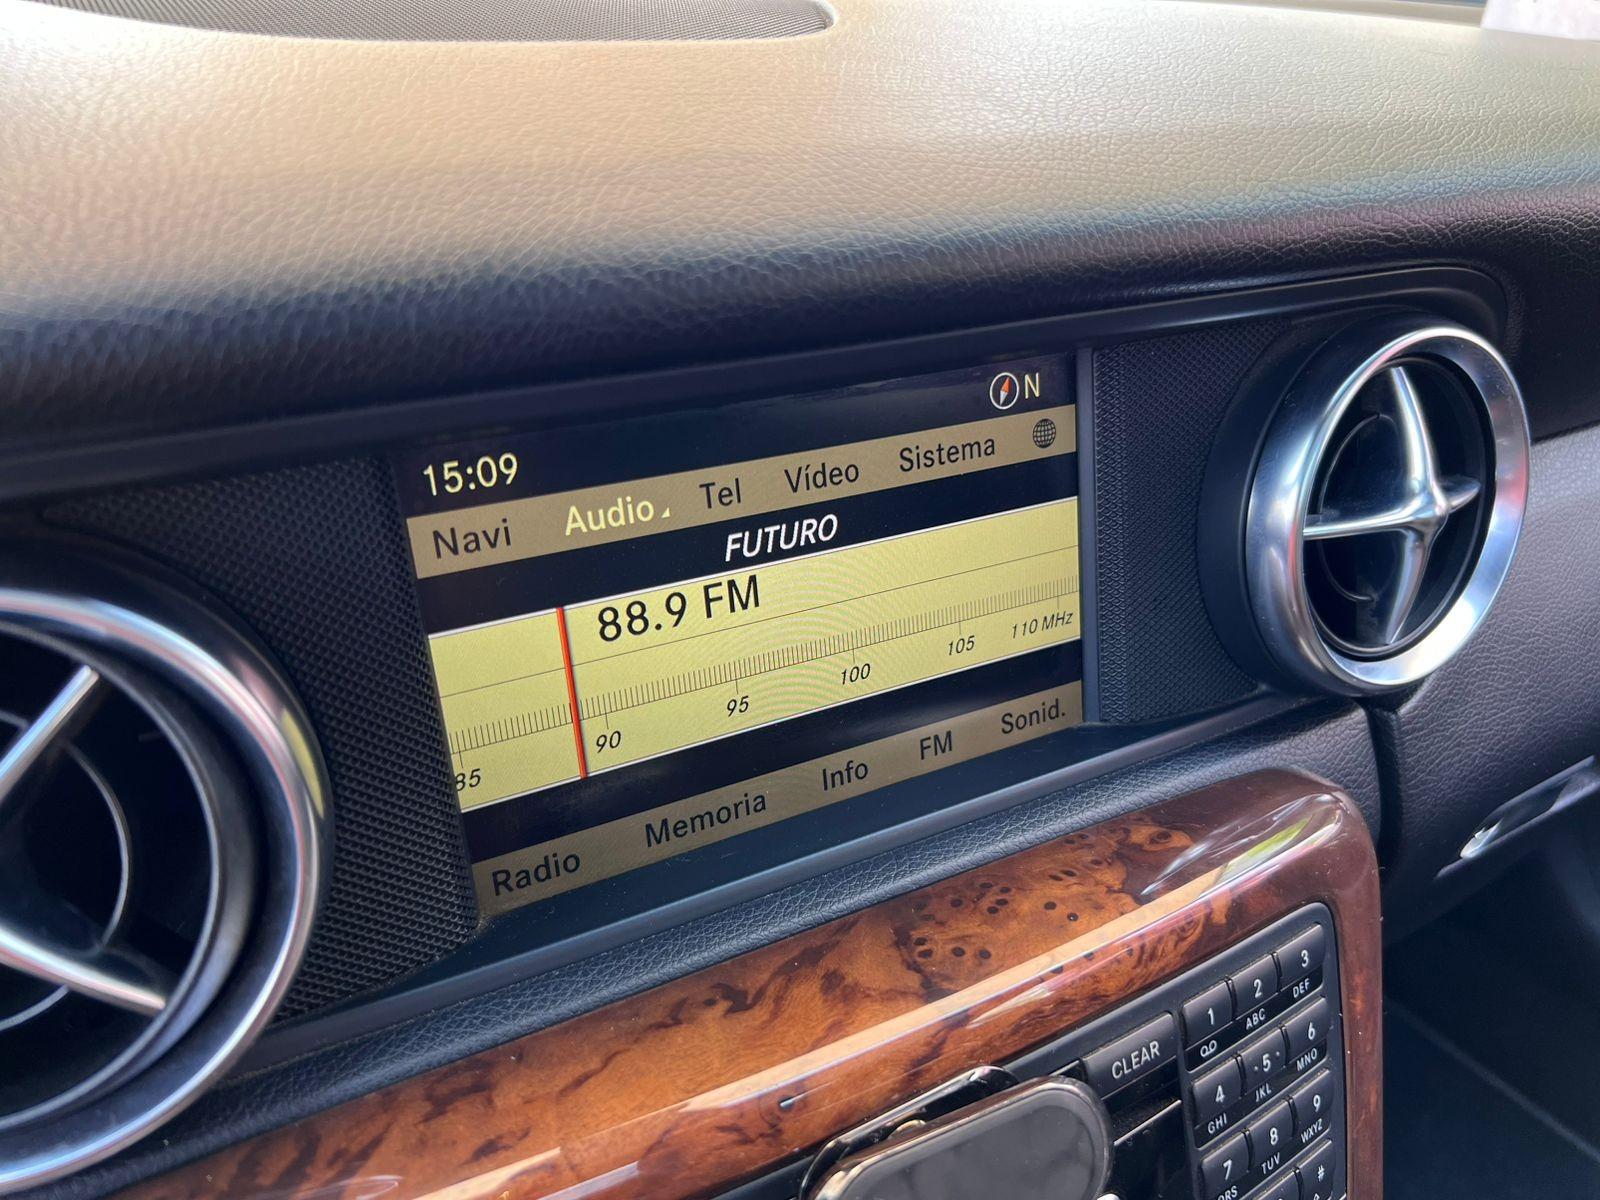 N
15:09
Navi Audio Tel Vídeo Sistema
FUTURO
88.9 FM
85 90 95 100 105 110 MHz
Radio Memoria Info FM Sonid.
CLEAR
1 2 ABC 3 DEF
4 GHI 5 JKL 6 MNO
7 8 TUV 9 WXYZ
#